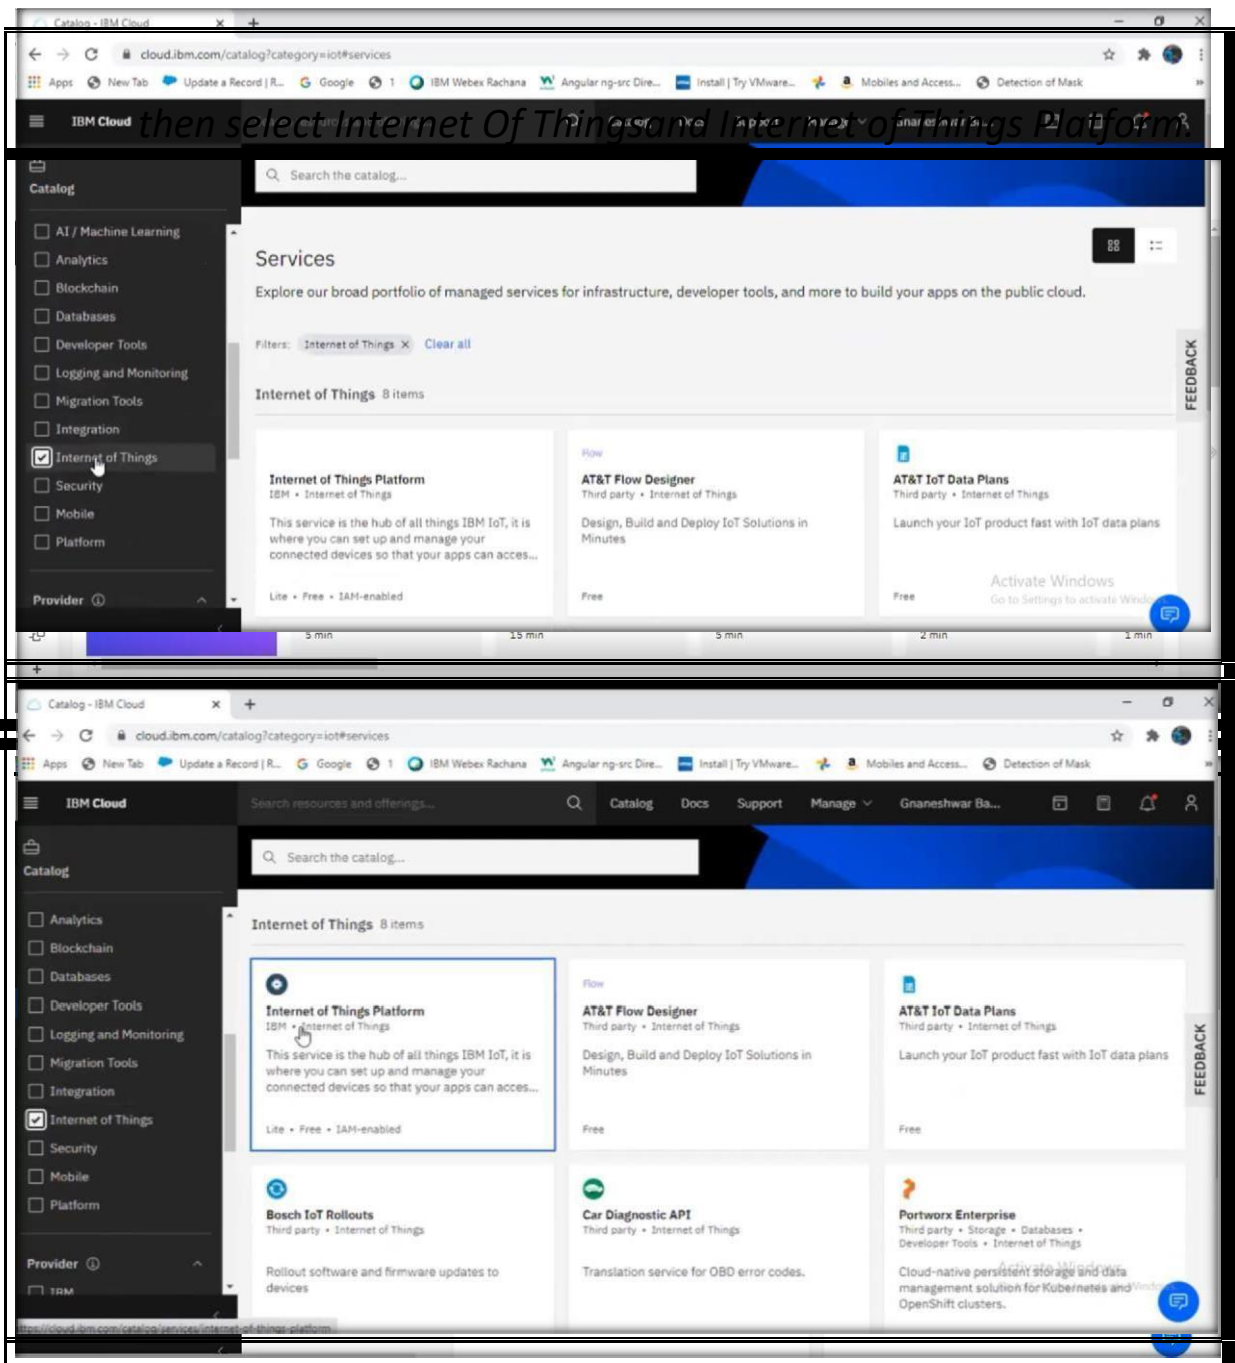 Catalog - IBM Cloud
cloud.ibm.com/catalog?category=iot#services
Apps New Tab Update a Record | R... Google 1 IBM Webex Rachana Angular ng-src Dire... Install | Try VMware... Mobiles and Access... Detection of Mask
IBM Cloud Catalog Docs Support Manage Gnaneshwar Ba...
then select Internet Of Thingsand Internet of Things Platform.
Search the catalog...
Catalog
AI / Machine Learning
Analytics
Blockchain
Databases
Developer Tools
Logging and Monitoring
Migration Tools
Integration
Internet of Things
Security
Mobile
Platform
Provider
Services
Explore our broad portfolio of managed services for infrastructure, developer tools, and more to build your apps on the public cloud.
Filters: Internet of Things × Clear all
Internet of Things 8 items
FEEDBACK
Internet of Things Platform
IBM • Internet of Things
This service is the hub of all things IBM IoT, it is
where you can set up and manage your
connected devices so that your apps can acces...
Lite • Free • IAM-enabled
Flow
AT&T Flow Designer
Third party • Internet of Things
Design, Build and Deploy IoT Solutions in
Minutes
Free
AT&T IoT Data Plans
Third party • Internet of Things
Launch your IoT product fast with IoT data plans
Free
Activate Windows
Go to Settings to activate Windo
5 min 15 min 5 min 2 min 1 min
Catalog - IBM Cloud
cloud.ibm.com/catalog?category=iot#services
Apps New Tab Update a Record | R... Google 1 IBM Webex Rachana Angular ng-src Dire... Install | Try VMware... Mobiles and Access... Detection of Mask
IBM Cloud Search resources and offerings... Catalog Docs Support Manage Gnaneshwar Ba...
Search the catalog...
Catalog
Analytics
Blockchain
Databases
Developer Tools
Logging and Monitoring
Migration Tools
Integration
Internet of Things
Security
Mobile
Platform
Provider
IBM
Internet of Things 8 items
FEEDBACK
Internet of Things Platform
IBM • Internet of Things
This service is the hub of all things IBM IoT, it is
where you can set up and manage your
connected devices so that your apps can acces...
Lite • Free • IAM-enabled
Flow
AT&T Flow Designer
Third party • Internet of Things
Design, Build and Deploy IoT Solutions in
Minutes
Free
AT&T IoT Data Plans
Third party • Internet of Things
Launch your IoT product fast with IoT data plans
Free
Bosch IoT Rollouts
Third party • Internet of Things
Rollout software and firmware updates to
devices
Car Diagnostic API
Third party • Internet of Things
Translation service for OBD error codes.
Portworx Enterprise
Third party • Storage • Databases •
Developer Tools • Internet of Things
Cloud-native persistent storage and data
management solution for Kubernetes and
OpenShift clusters.
https://cloud.ibm.com/catalog/services/internet-of-things-platform